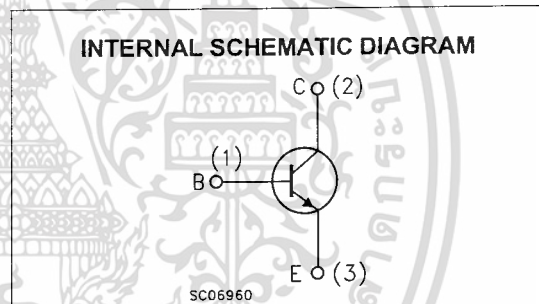 INTERNAL SCHEMATIC DIAGRAM
C (2)
(1)
B
E (3)
SC06960